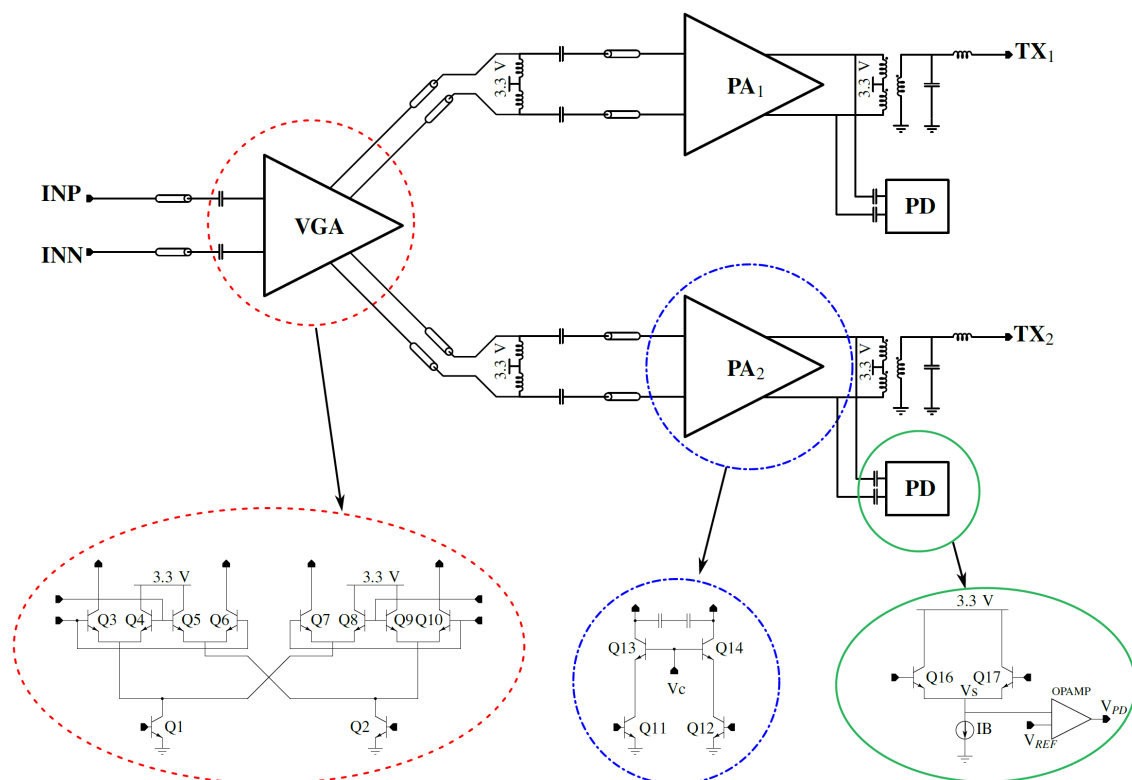 3.3 V
PA1
TX1
INP
VGA
PD
INN
3.3 V
3.3 V
PA2
TX2
3.3 V
PD
3.3 V
3.3 V
Q3
Q4
Q5
Q6
Q7
Q8
Q9
Q10
Q1
Q2
Q13
Q14
Vc
Q11
Q12
3.3 V
Q16
Q17
Vs
OPAMP
IB
VREF
VPD
3.3 V